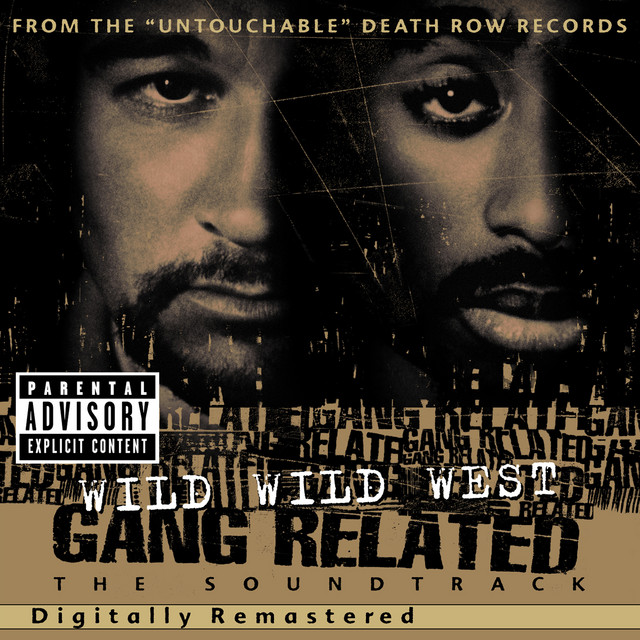 FROM THE “UNTOUCHABLE” DEATH ROW RECORDS
PARENTAL
ADVISORY
EXPLICIT CONTENT
WILD WILD WEST
GANG RELATED
THE SOUNDTRACK
Digitally Remastered